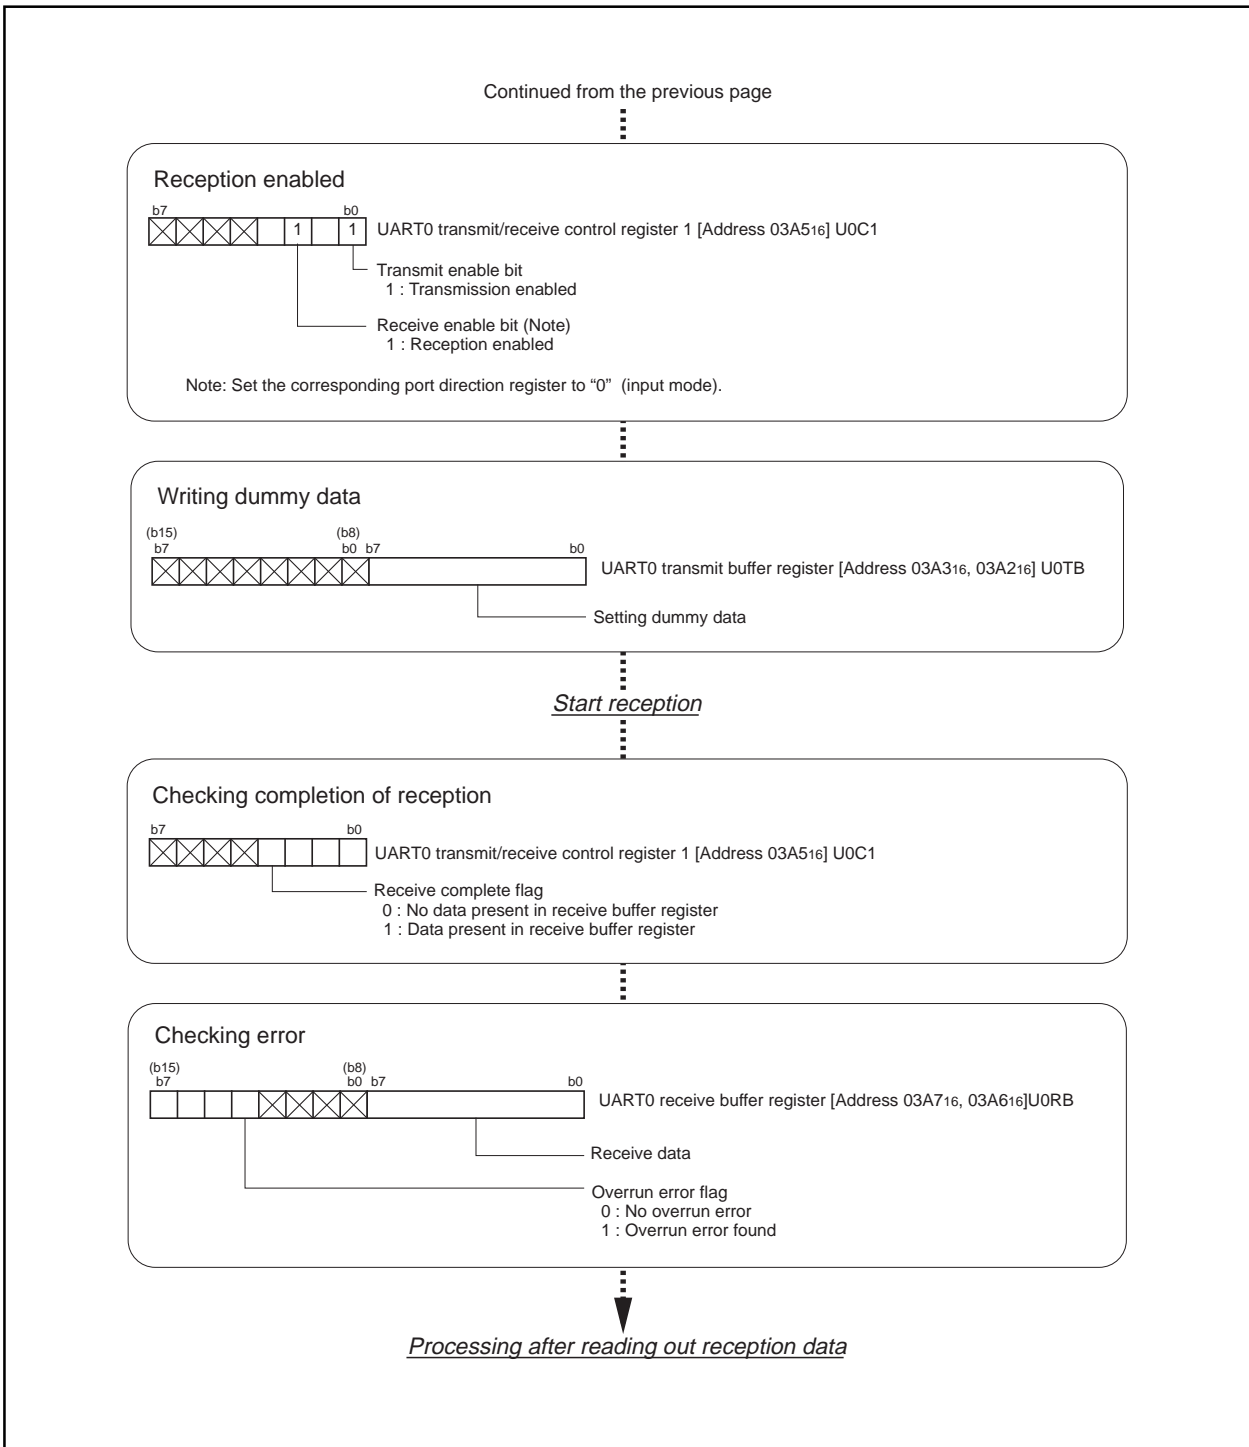 Continued from the previous page
Reception enabled
b7 b0
1 1 UART0 transmit/receive control register 1 [Address 03A516] U0C1
Transmit enable bit
1 : Transmission enabled
Receive enable bit (Note)
1 : Reception enabled
Note: Set the corresponding port direction register to “0” (input mode).
Writing dummy data
(b15) (b8)
b7 b0 b7 b0
UART0 transmit buffer register [Address 03A316, 03A216] U0TB
Setting dummy data
Start reception
Checking completion of reception
b7 b0
UART0 transmit/receive control register 1 [Address 03A516] U0C1
Receive complete flag
0 : No data present in receive buffer register
1 : Data present in receive buffer register
Checking error
(b15) (b8)
b7 b0 b7 b0
UART0 receive buffer register [Address 03A716, 03A616]U0RB
Receive data
Overrun error flag
0 : No overrun error
1 : Overrun error found
Processing after reading out reception data